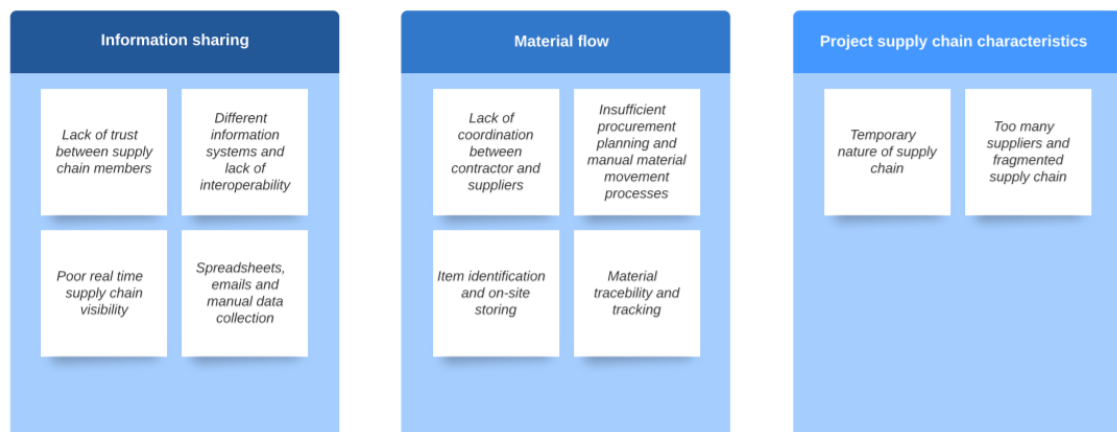 Information sharing
Lack of trust
between supply
chain members
Different
information
systems and
lack of
interoperability
Poor real time
supply chain
visibility
Spreadsheets,
emails and
manual data
collection
Material flow
Lack of
coordination
between
contractor and
suppliers
Insufficient
procurement
planning and
manual material
movement
processes
Item identification
and on-site
storing
Material
tracebility and
tracking
Project supply chain characteristics
Temporary
nature of supply
chain
Too many
suppliers and
fragmented
supply chain